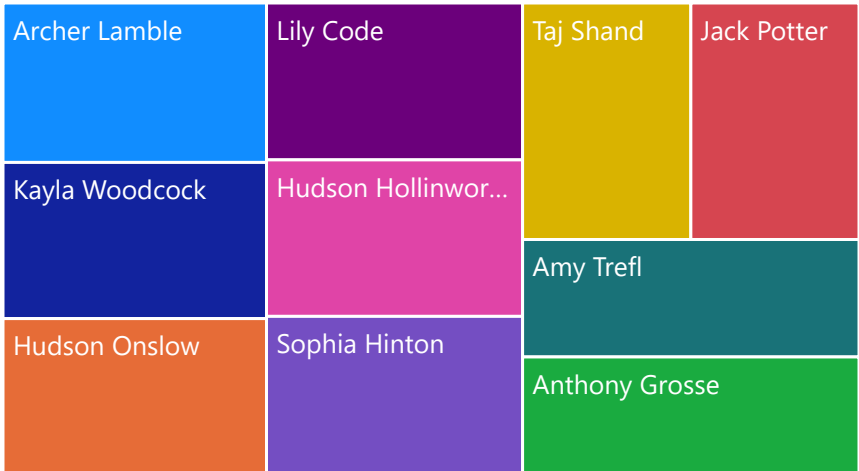 Archer Lamble
Kayla Woodcock
Hudson Onslow
Lily Code
Hudson Hollinwor...
Sophia Hinton
Taj Shand
Jack Potter
Amy Trefl
Anthony Grosse